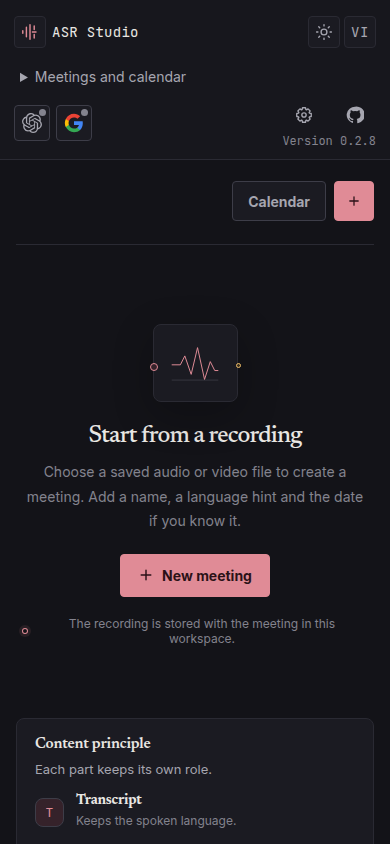 ASR Studio
VI
Meetings and calendar
Version 0.2.8
Calendar
+
Start from a recording
Choose a saved audio or video file to create a
meeting. Add a name, a language hint and the date
if you know it.
+ New meeting
The recording is stored with the meeting in this
workspace.
Content principle
Each part keeps its own role.
T
Transcript
Keeps the spoken language.